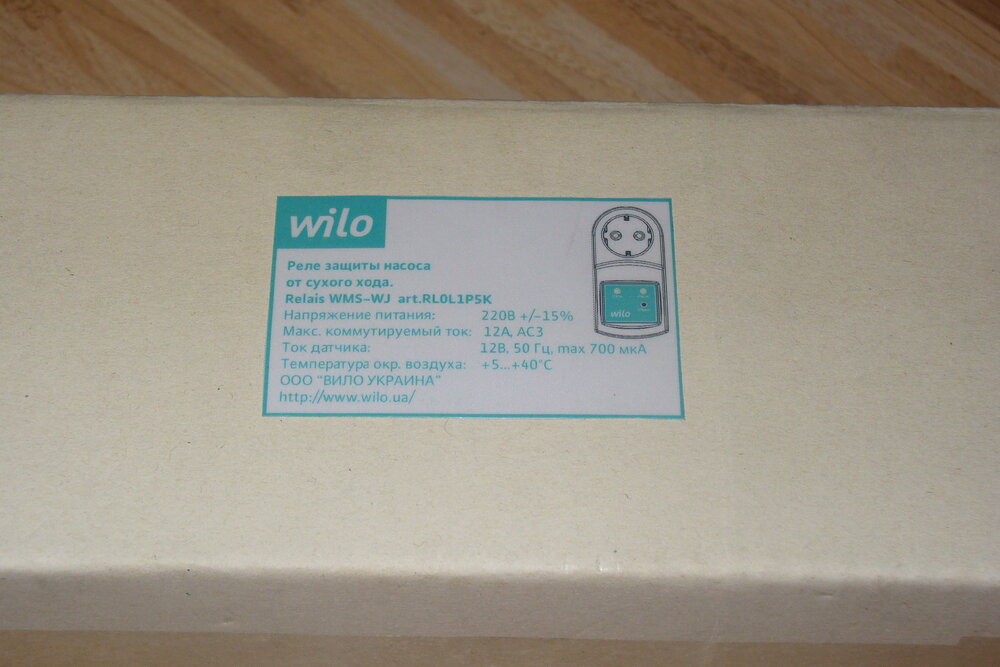 wilo
Реле защиты насоса
от сухого хода.
Relais WMS-WJ art.RL0L1P5K
Напряжение питания: 220В +/-15%
Макс. коммутируемый ток: 12А, АС3
Ток датчика: 12В, 50 Гц, max 700 мкА
Температура окр. воздуха: +5...+40°С
ООО "ВИЛО УКРАИНА"
http://www.wilo.ua/
wilo